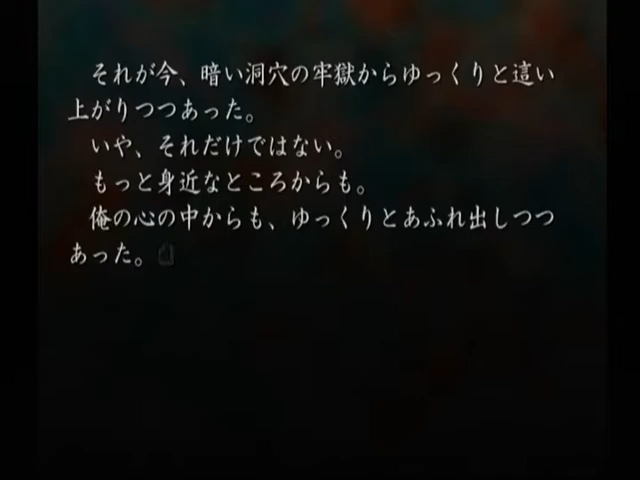 それが今、暗い洞穴の牢獄からゆっくりと這い
上がりつつあった。
いや、それだけではない。
もっと身近なところからも。
俺の心の中からも、ゆっくりとあふれ出しつつ
あった。